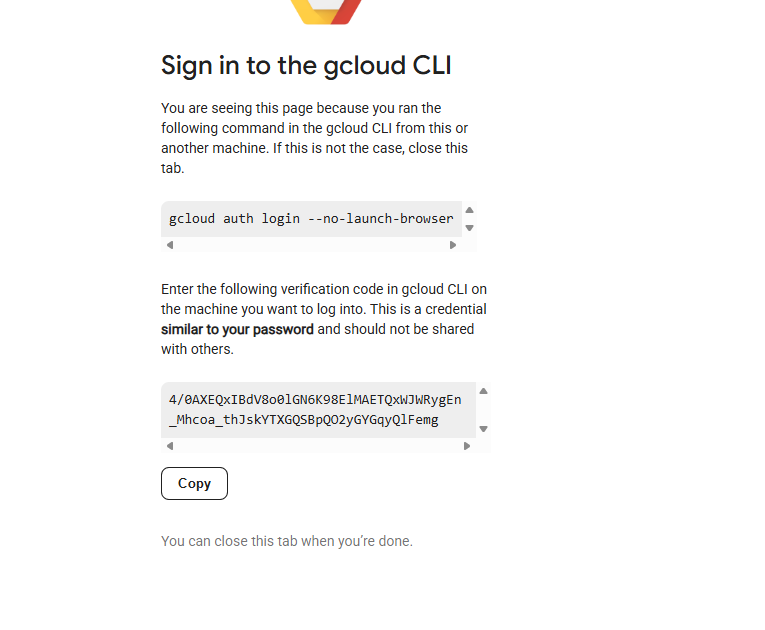 Sign in to the gcloud CLI
You are seeing this page because you ran the
following command in the gcloud CLI from this or
another machine. If this is not the case, close this
tab.
gcloud auth login --no-launch-browser
Enter the following verification code in gcloud CLI on
the machine you want to log into. This is a credential
similar to your password and should not be shared
with others.
4/0AXEQxIBdV8o0lGN6K98ElMAETQxWJWRygEn
_Mhcoa_thJskYTXGQSBpQO2yGYGqyQlFemg
Copy
You can close this tab when you’re done.